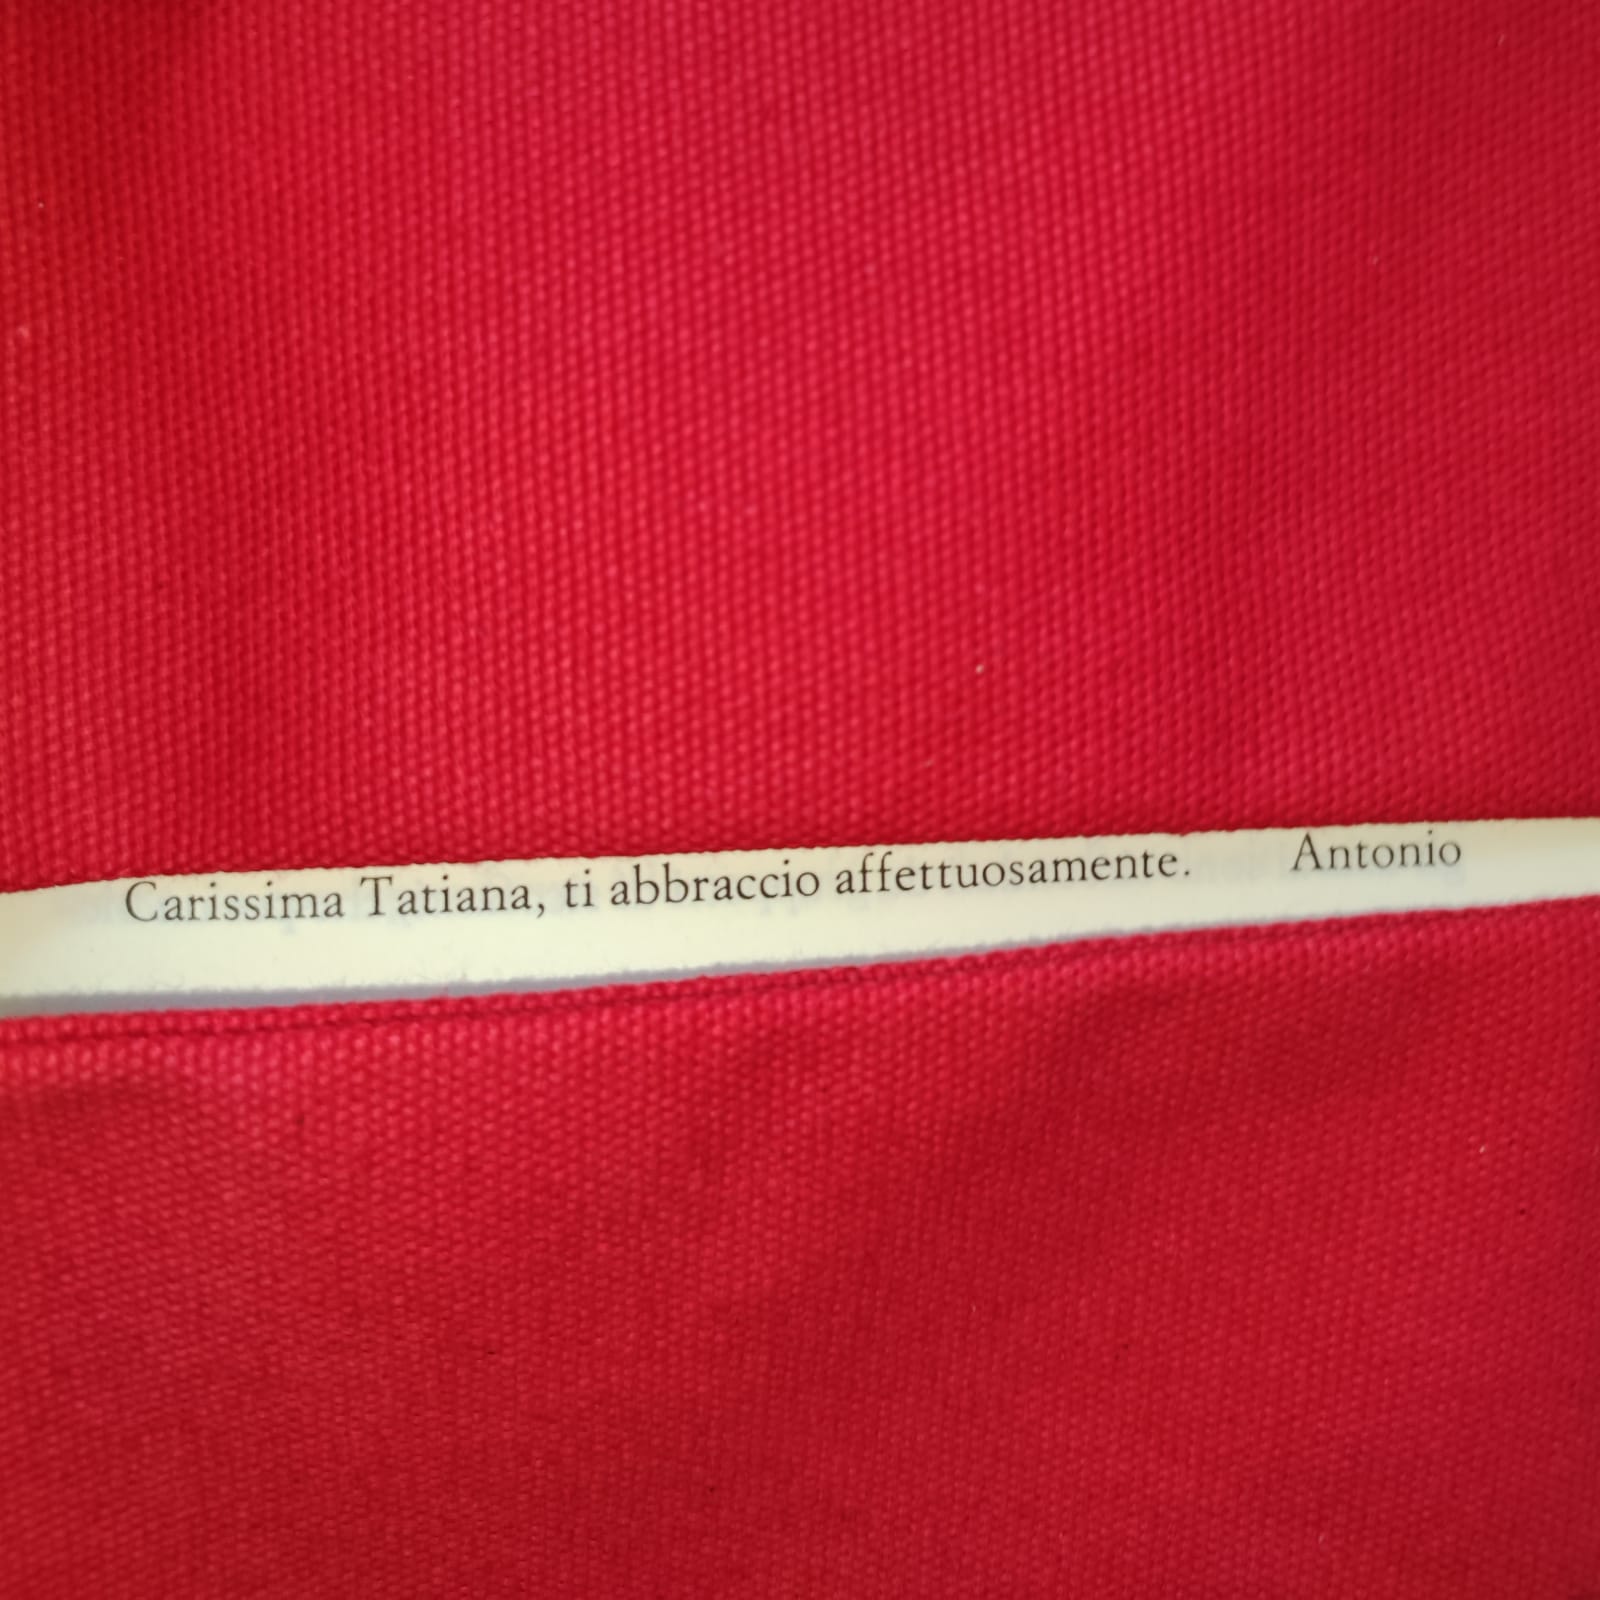 Carissima Tatiana, ti abbraccio affettuosamente. Antonio